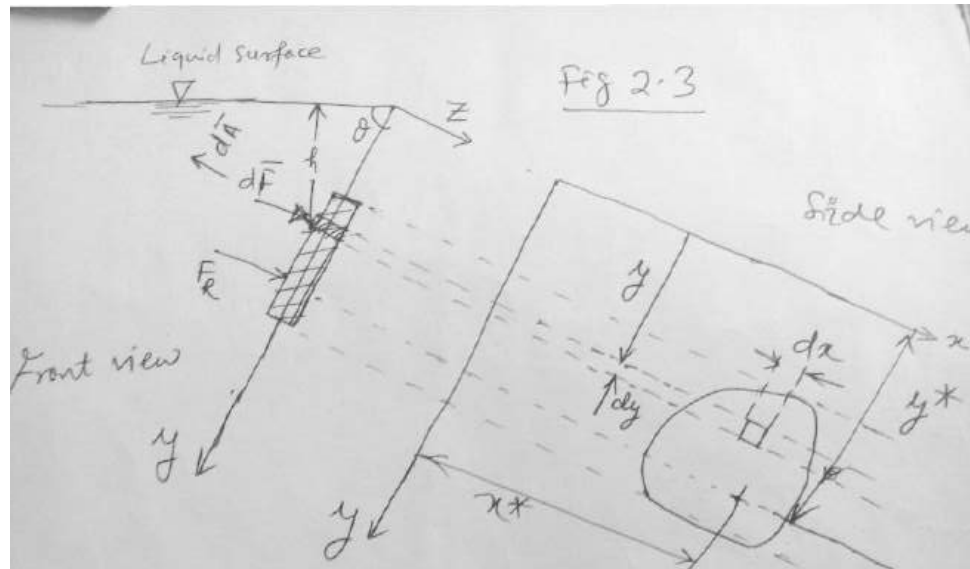 Liquid surface
Fig 2.3
z
θ
dA
h
dF
Side view
F_R
y
x
dx
y*
Front view
dy
y
x*
y